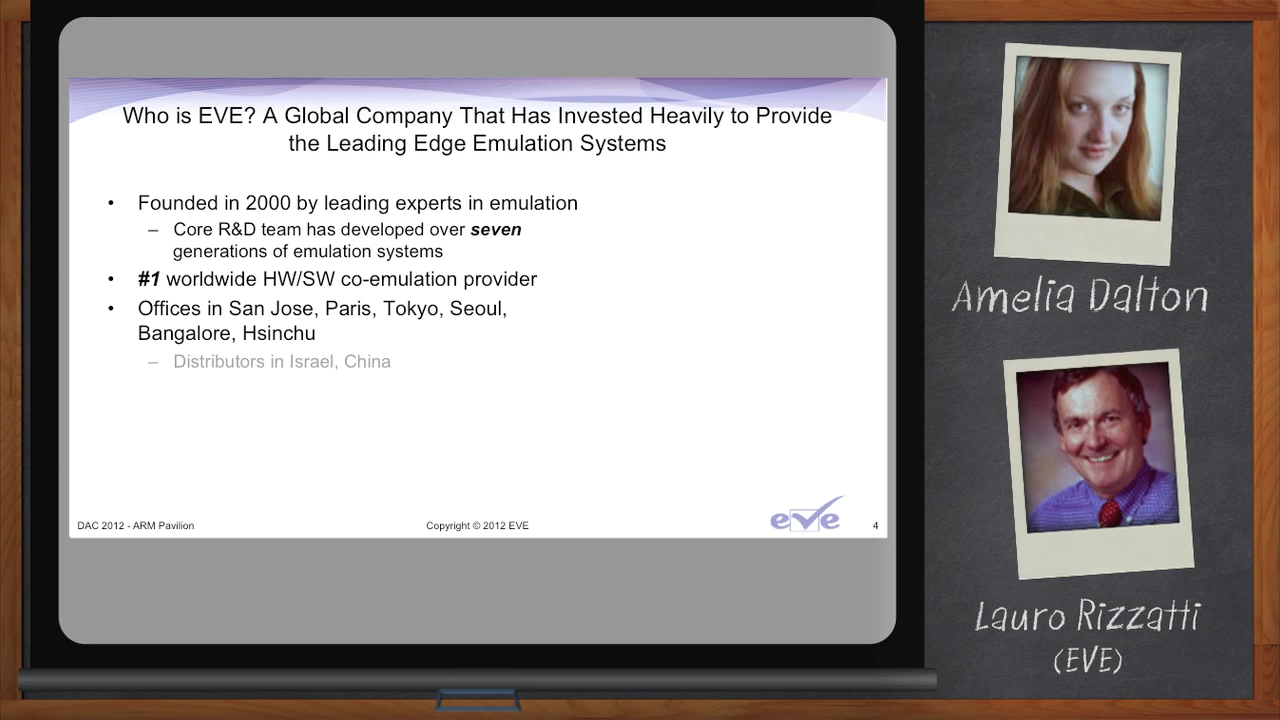 Who is EVE? A Global Company That Has Invested Heavily to Provide
the Leading Edge Emulation Systems
• Founded in 2000 by leading experts in emulation
– Core R&D team has developed over seven
generations of emulation systems
• #1 worldwide HW/SW co-emulation provider
• Offices in San Jose, Paris, Tokyo, Seoul,
Bangalore, Hsinchu
– Distributors in Israel, China
DAC 2012 - ARM Pavilion
Copyright © 2012 EVE
eve
4
Amelia Dalton
Lauro Rizzatti
(EVE)